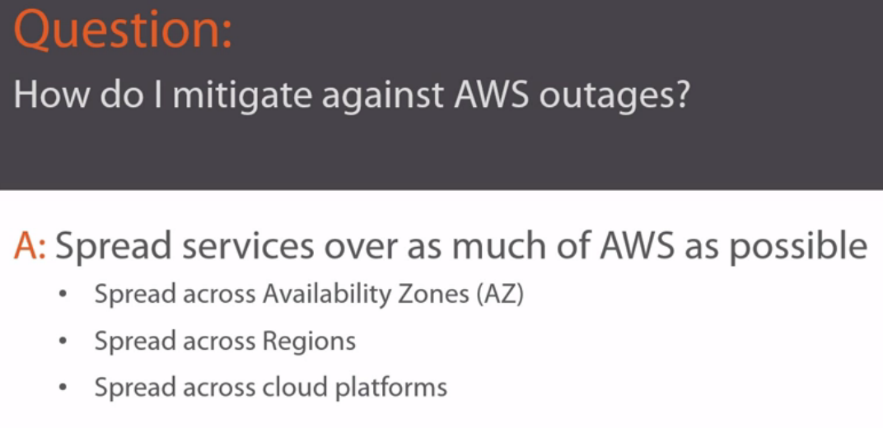 Question:
How do I mitigate against AWS outages?
A: Spread services over as much of AWS as possible
• Spread across Availability Zones (AZ)
• Spread across Regions
• Spread across cloud platforms